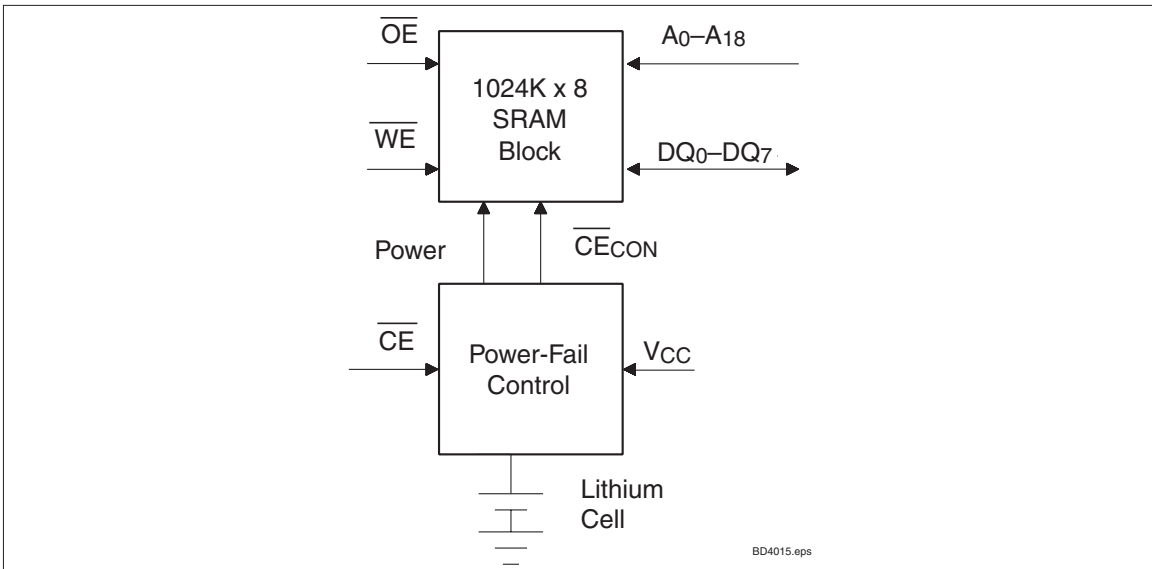 OE
A0–A18
1024K x 8
SRAM
Block
WE
DQ0–DQ7
Power
CECON
CE
Power-Fail
Control
VCC
Lithium
Cell
BD4015.eps